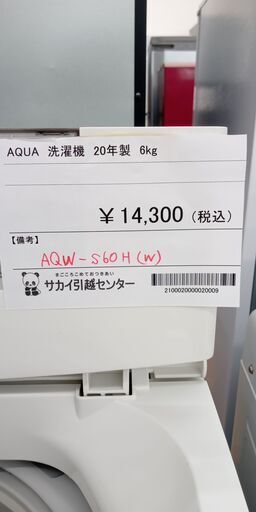 AQUA 洗濯機 20年製 6kg
￥14,300（税込）
【備考】
AQW-S60H(W)
まごころこめておつきあい
サカイ引越センター
2100020000020009